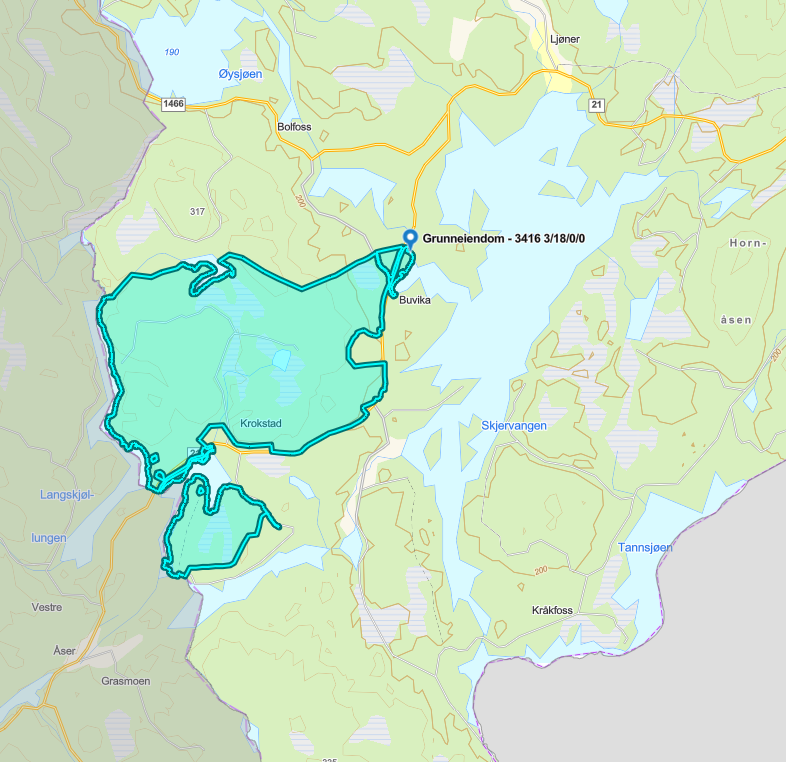 Ljøner
190
Øysjøen
1466
21
Bolfoss
200
317
Grunneiendom - 3416 3/18/0/0
Horn-
Buvika
åsen
200
Krokstad
Skjervangen
Langskjøl-
lungen
Tannsjøen
200
Vestre
Kråkfoss
Åser
Grasmoen